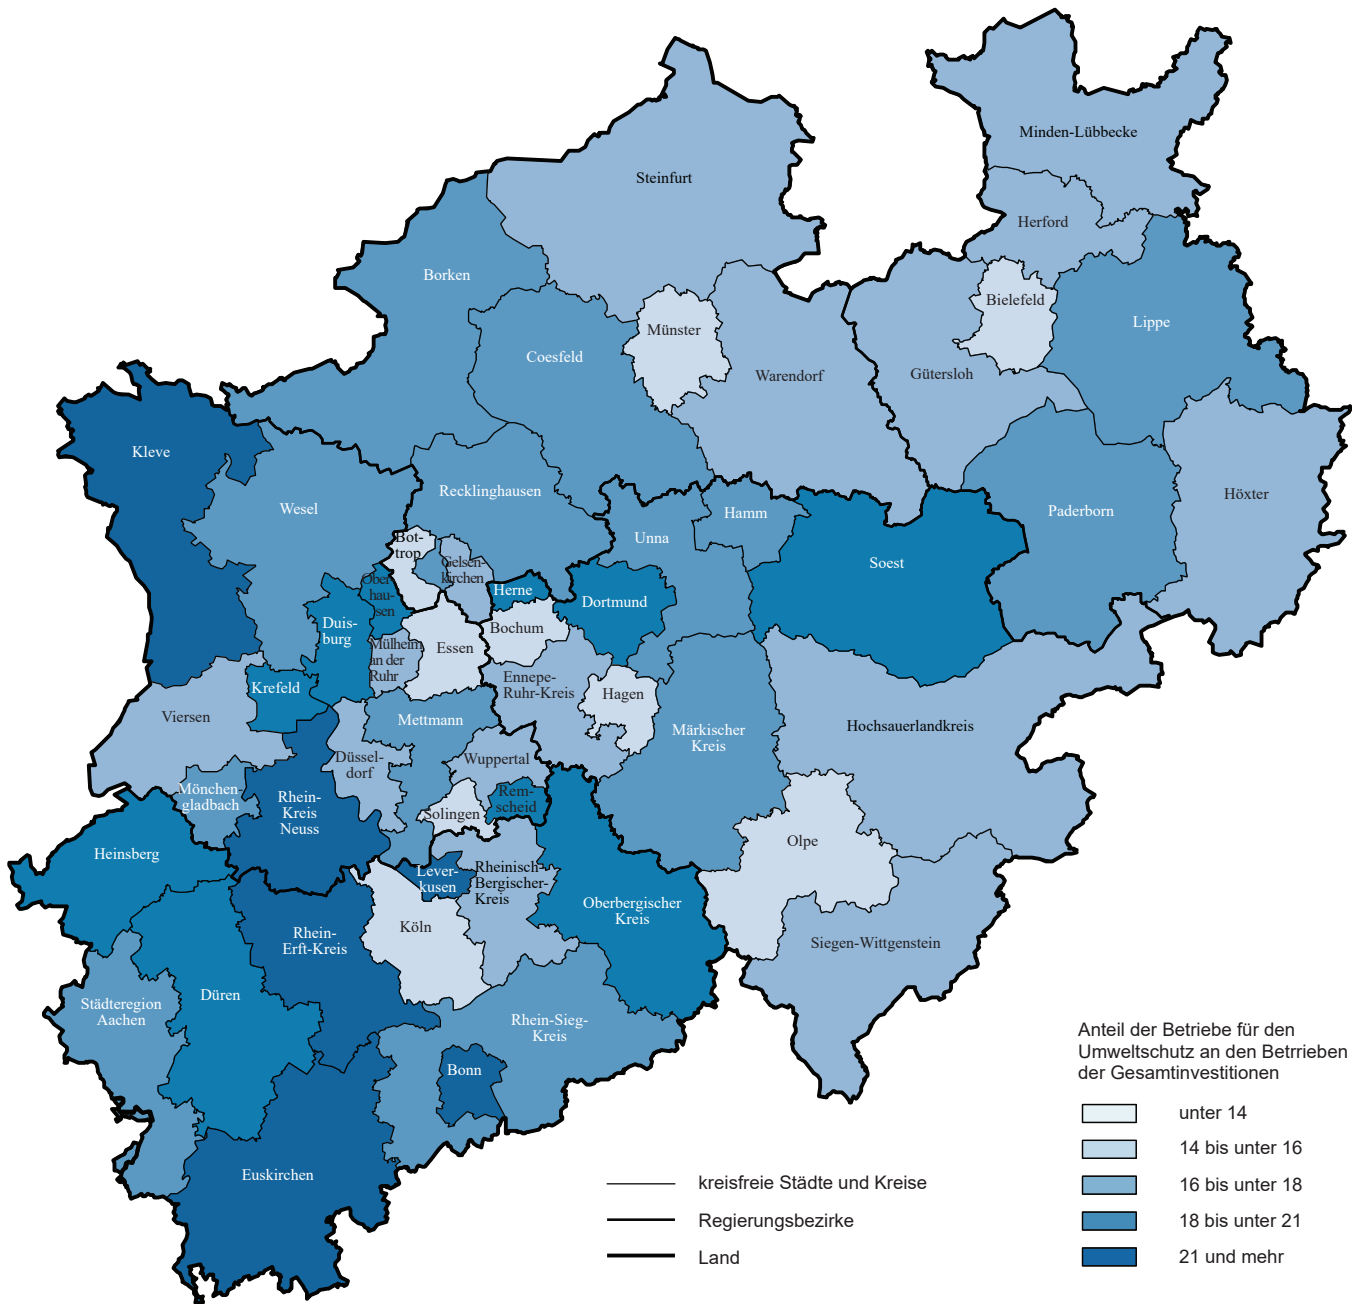 Minden-Lübbecke
Steinfurt
Herford
Borken
Bielefeld
Lippe
Münster
Coesfeld
Warendorf
Gütersloh
Kleve
Recklinghausen
Höxter
Wesel
Hamm
Paderborn
Unna
Bot-
trop
Gelsen-
kirchen
Soest
Ober-
hau-
sen
Herne
Dortmund
Duis-
burg
Bochum
Mülheim
an der
Ruhr
Essen
Ennepe-
Ruhr-Kreis
Hagen
Krefeld
Viersen
Mettmann
Märkischer
Kreis
Hochsauerlandkreis
Düssel-
dorf
Wuppertal
Mönchen-
gladbach
Rhein-
Kreis
Neuss
Rem-
scheid
Solingen
Olpe
Heinsberg
Lever-
kusen
Rheinisch-
Bergischer-
Kreis
Oberbergischer
Kreis
Köln
Rhein-
Erft-Kreis
Siegen-Wittgenstein
Düren
Städteregion
Aachen
Rhein-Sieg-
Kreis
Bonn
Euskirchen
Anteil der Betriebe für den
Umweltschutz an den Betrrieben
der Gesamtinvestitionen
unter 14
14 bis unter 16
16 bis unter 18
18 bis unter 21
21 und mehr
kreisfreie Städte und Kreise
Regierungsbezirke
Land